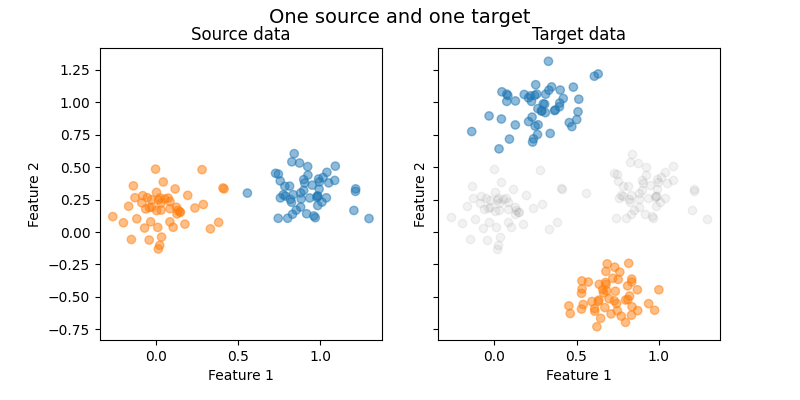 One source and one target
Source data
Target data
1.25
1.00
0.75
0.50
0.25
0.00
−0.25
−0.50
−0.75
Feature 2
Feature 2
0.0 0.5 1.0
0.0 0.5 1.0
Feature 1
Feature 1